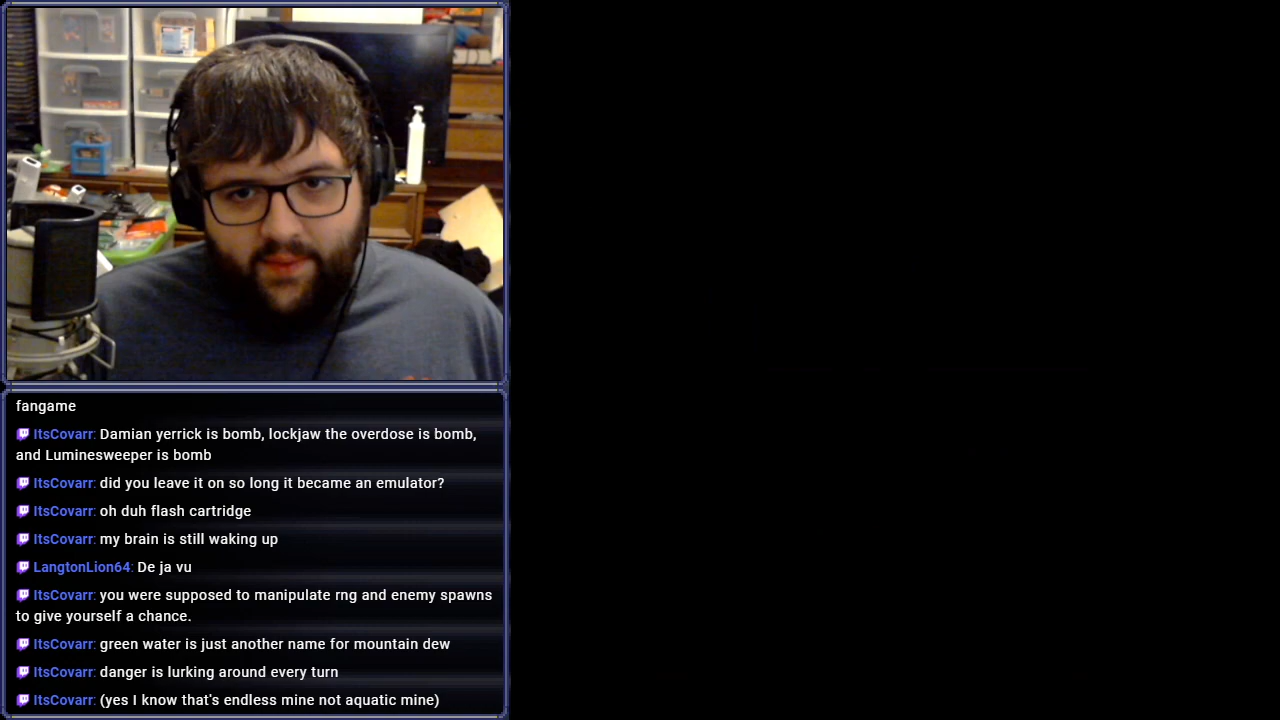 fangame
ItsCovarr: Damian yerrick is bomb, lockjaw the overdose is bomb,
and Luminesweeper is bomb
ItsCovarr: did you leave it on so long it became an emulator?
ItsCovarr: oh duh flash cartridge
ItsCovarr: my brain is still waking up
LangtonLion64: De ja vu
ItsCovarr: you were supposed to manipulate rng and enemy spawns
to give yourself a chance.
ItsCovarr: green water is just another name for mountain dew
ItsCovarr: danger is lurking around every turn
ItsCovarr: (yes I know that's endless mine not aquatic mine)